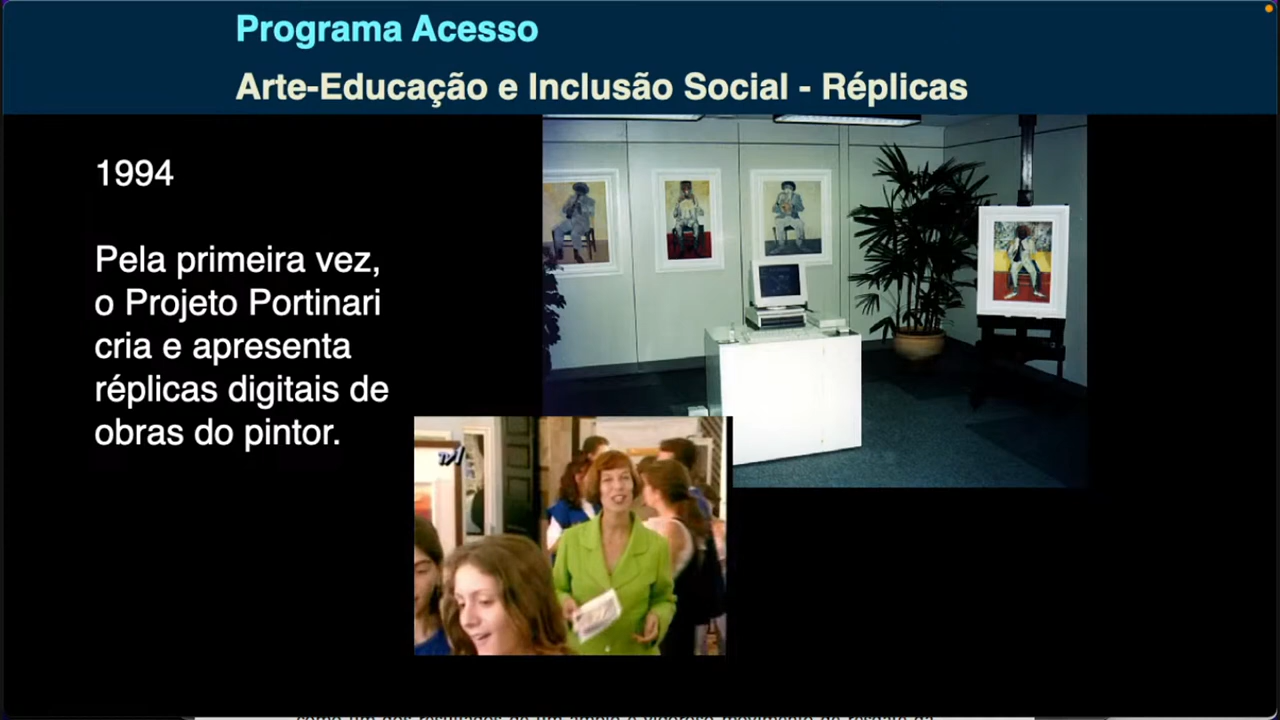 Programa Acesso
Arte-Educação e Inclusão Social - Réplicas
1994
Pela primeira vez,
o Projeto Portinari
cria e apresenta
réplicas digitais de
obras do pintor.